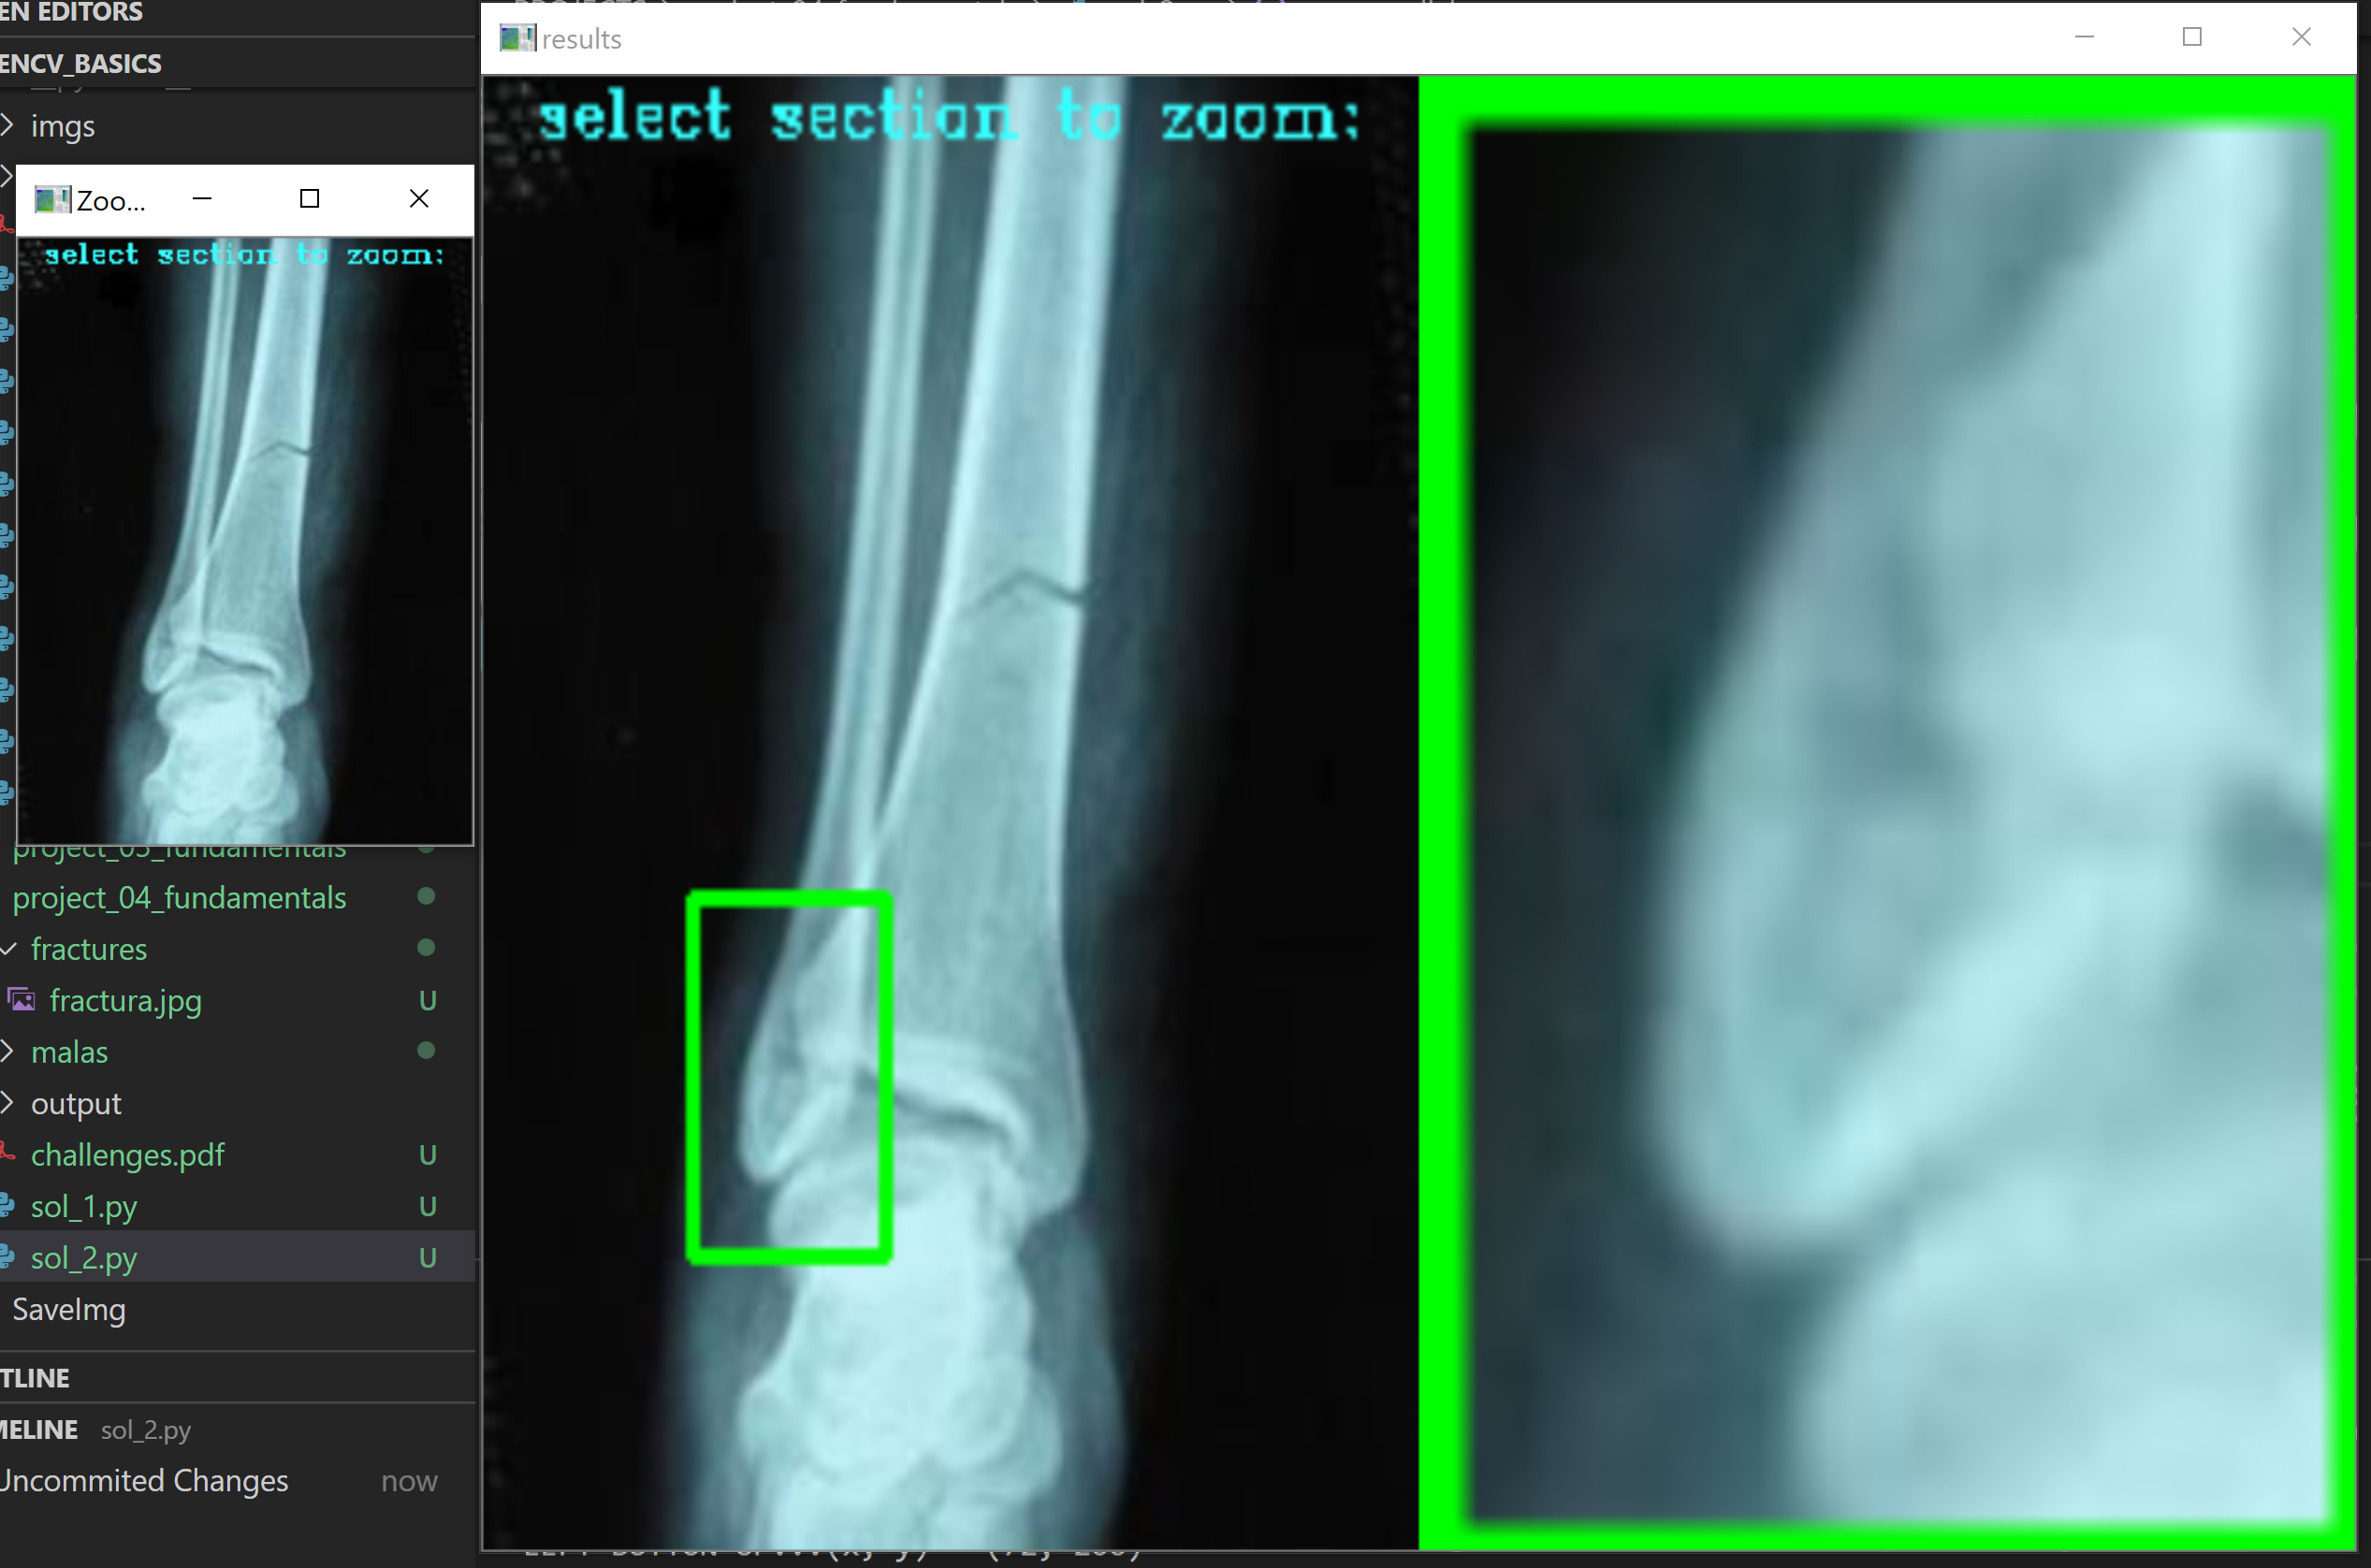 EN EDITORS
ENCV_BASICS
imgs
Zoo...
select section to zoom:
project_03_fundamentals
project_04_fundamentals
fractures
fractura.jpg U
malas
output
challenges.pdf U
sol_1.py U
sol_2.py U
SaveImg
TLINE
MELINE sol_2.py
Uncommited Changes now
results
select section to zoom: